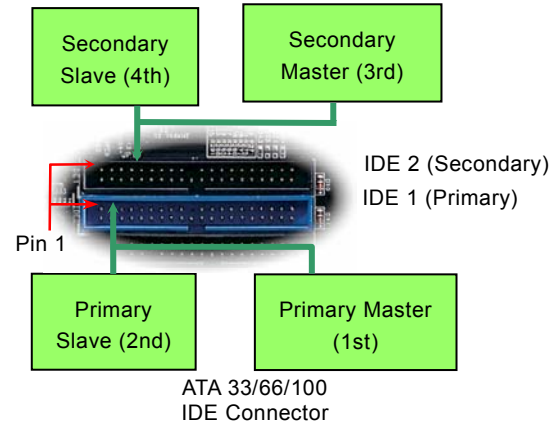 Secondary
Slave (4th)
Secondary
Master (3rd)
IDE 2 (Secondary)
IDE 1 (Primary)
Pin 1
Primary
Slave (2nd)
Primary Master
(1st)
ATA 33/66/100
IDE Connector